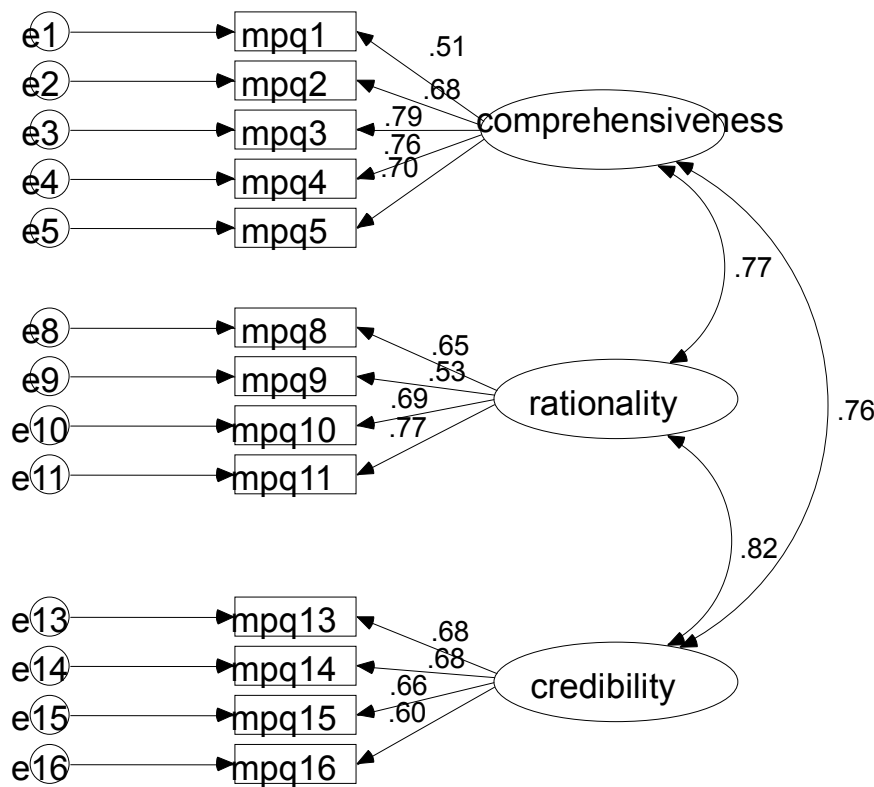 e1 mpq1
.51
e2 mpq2
.68
comprehensiveness
e3 mpq3
.79
.76
e4 mpq4
.70
e5 mpq5
.77
e8 mpq8
.65
e9 mpq9
.53
.69
rationality
.76
e10 mpq10
.77
e11 mpq11
.82
e13 mpq13
.68
e14 mpq14
.68
.66
credibility
e15 mpq15
.60
e16 mpq16